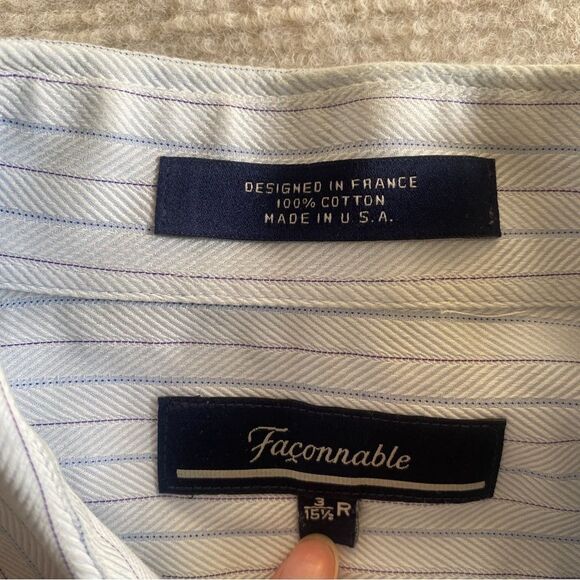 DESIGNED IN FRANCE
100% COTTON
MADE IN U.S.A.
Façonnable
3
15½ R